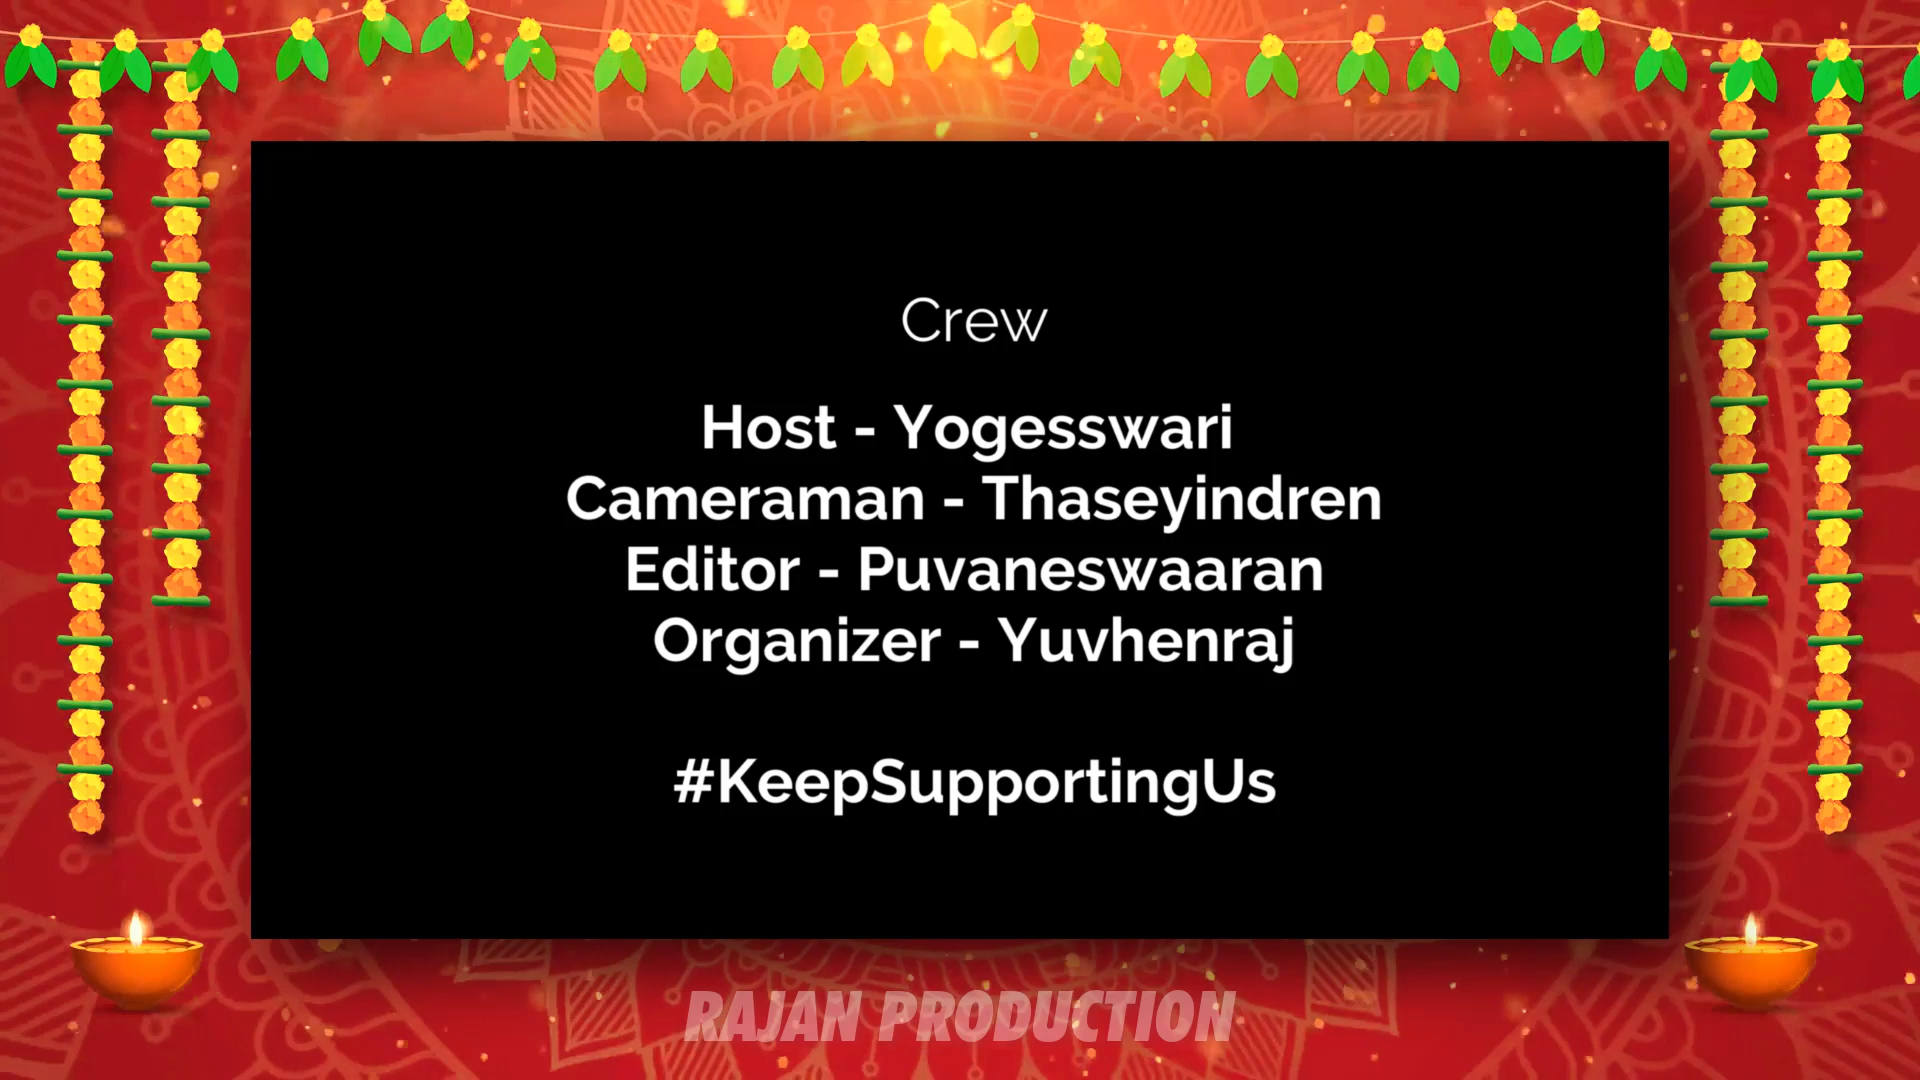 Crew
Host - Yogesswari
Cameraman - Thaseyindren
Editor - Puvaneswaaran
Organizer - Yuvhenraj
#KeepSupportingUs
RAJAN PRODUCTION